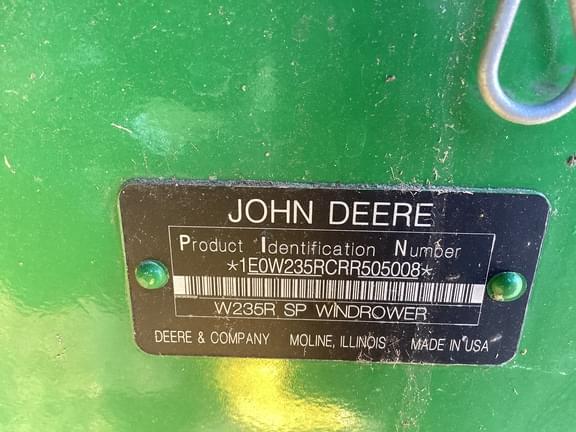 JOHN DEERE
Product Identification Number
*1E0W235RCRR505008*
W235R SP WINDROWER
DEERE & COMPANY MOLINE, ILLINOIS MADE IN USA